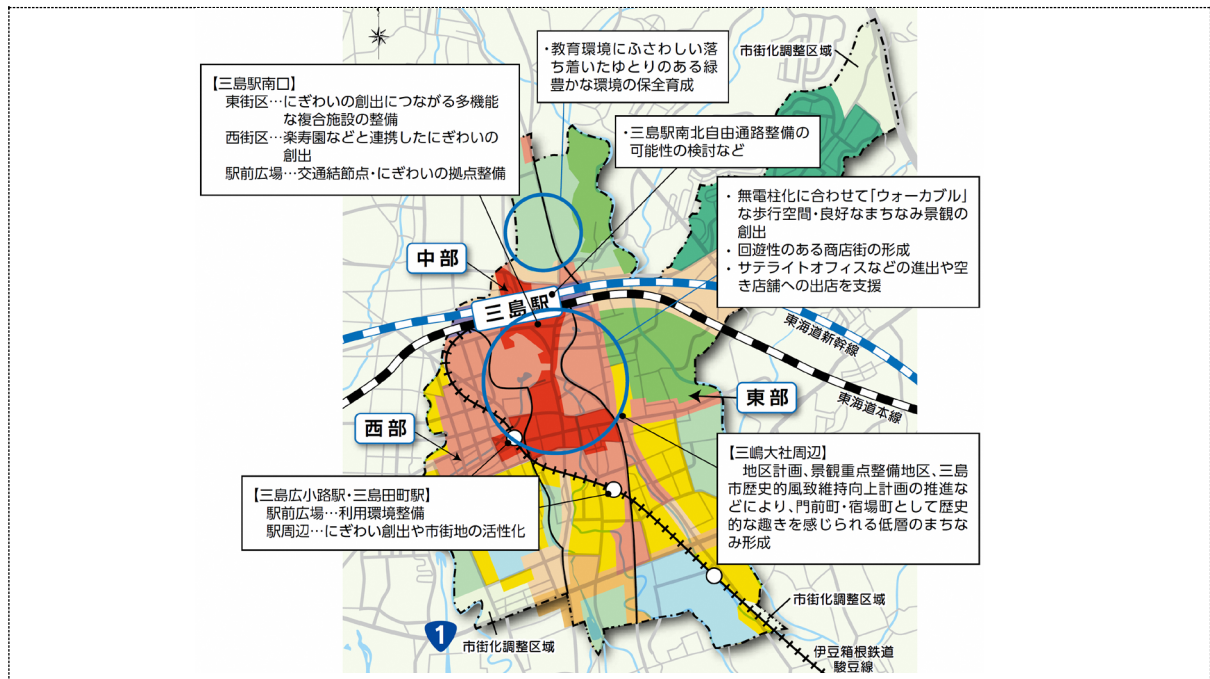 ・教育環境にふさわしい落
ち着いたゆとりのある緑
豊かな環境の保全育成
市街化調整区域
【三島駅南口】
東街区…にぎわいの創出につながる多機能
な複合施設の整備
西街区…楽寿園などと連携したにぎわいの
創出
駅前広場…交通結節点・にぎわいの拠点整備
・三島駅南北自由通路整備の
可能性の検討など
・無電柱化に合わせて「ウォーカブル」
な歩行空間・良好なまちなみ景観の
創出
・回遊性のある商店街の形成
・サテライトオフィスなどの進出や空
き店舗への出店を支援
中部
三島駅
東海道新幹線
東海道本線
東部
西部
【三嶋大社周辺】
地区計画、景観重点整備地区、三島
市歴史的風致維持向上計画の推進な
どにより、門前町・宿場町として歴史
的な趣きを感じられる低層のまちな
み形成
【三島広小路駅・三島田町駅】
駅前広場…利用環境整備
駅周辺…にぎわい創出や市街地の活性化
市街化調整区域
1
市街化調整区域
伊豆箱根鉄道
駿豆線